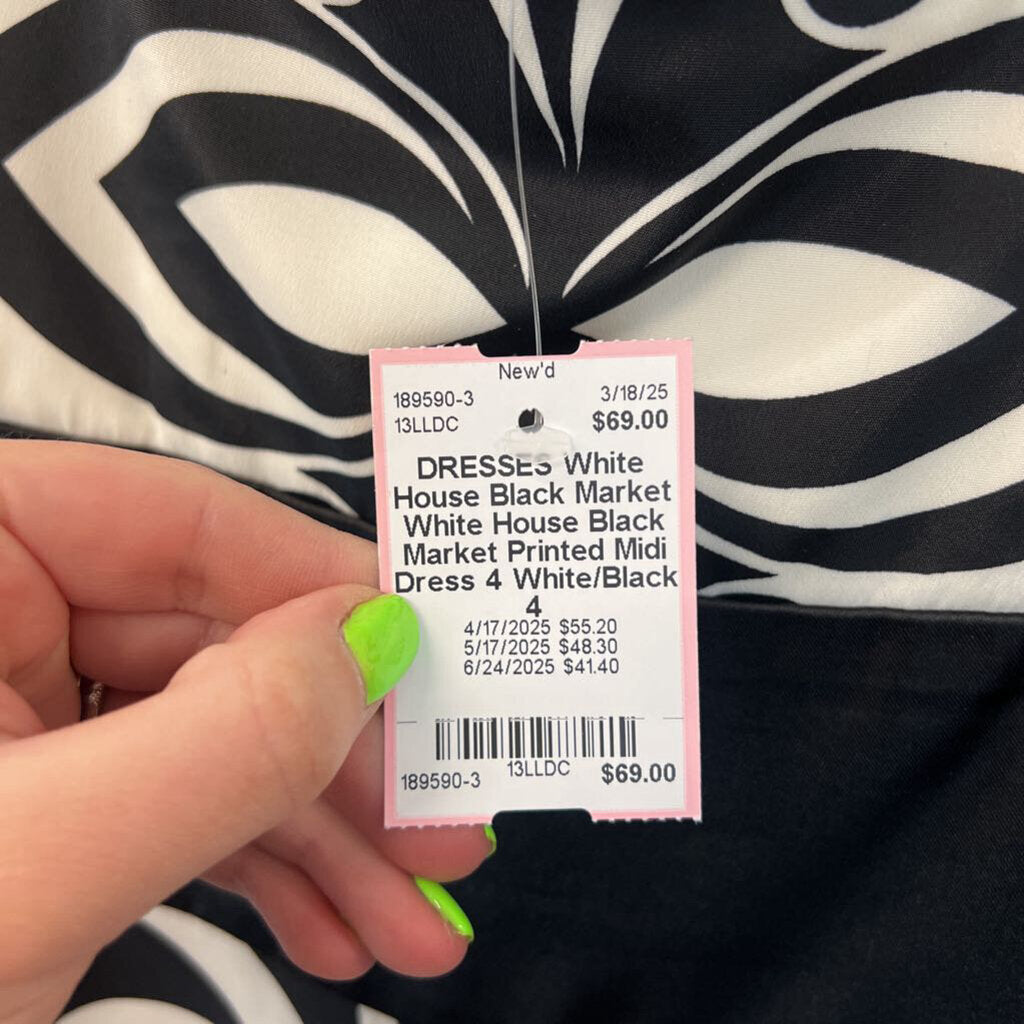 New'd
189590-3 3/18/25
13LLDC $69.00
DRESSES White
House Black Market
White House Black
Market Printed Midi
Dress 4 White/Black
4
4/17/2025 $55.20
5/17/2025 $48.30
6/24/2025 $41.40
189590-3 13LLDC $69.00